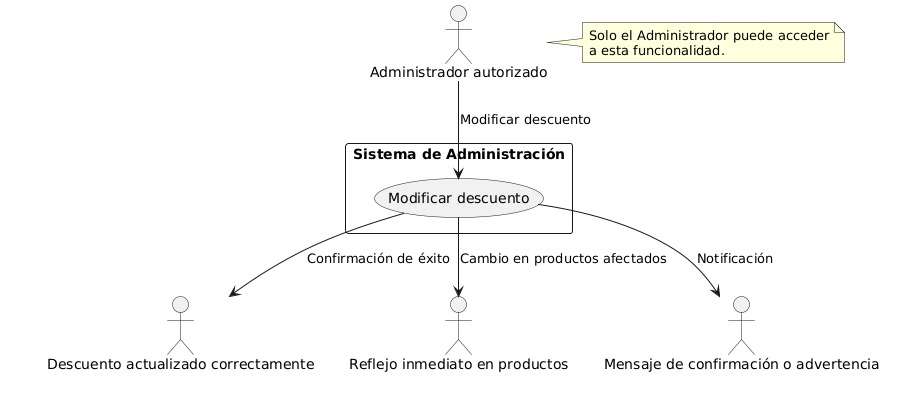 Solo el Administrador puede acceder
a esta funcionalidad.
Administrador autorizado
Modificar descuento
Sistema de Administración
Modificar descuento
Confirmación de éxito
Cambio en productos afectados
Notificación
Descuento actualizado correctamente
Reflejo inmediato en productos
Mensaje de confirmación o advertencia